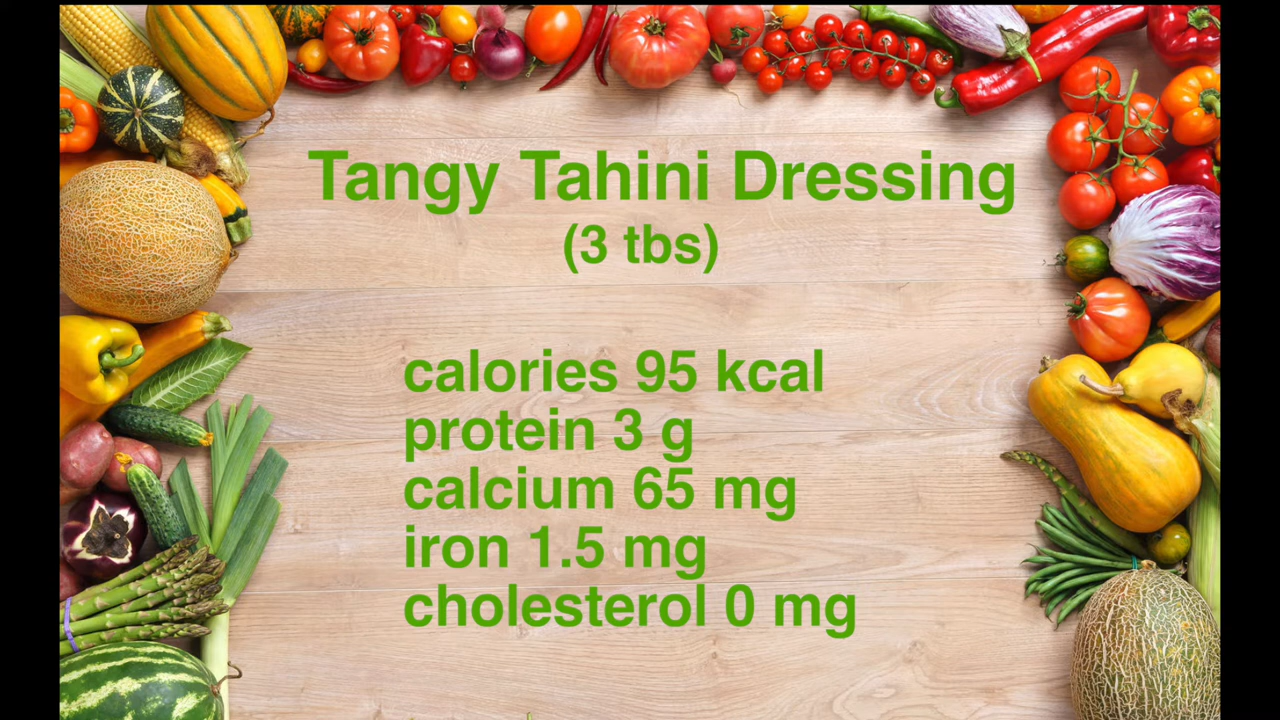 Tangy Tahini Dressing
(3 tbs)
calories 95 kcal
protein 3 g
calcium 65 mg
iron 1.5 mg
cholesterol 0 mg